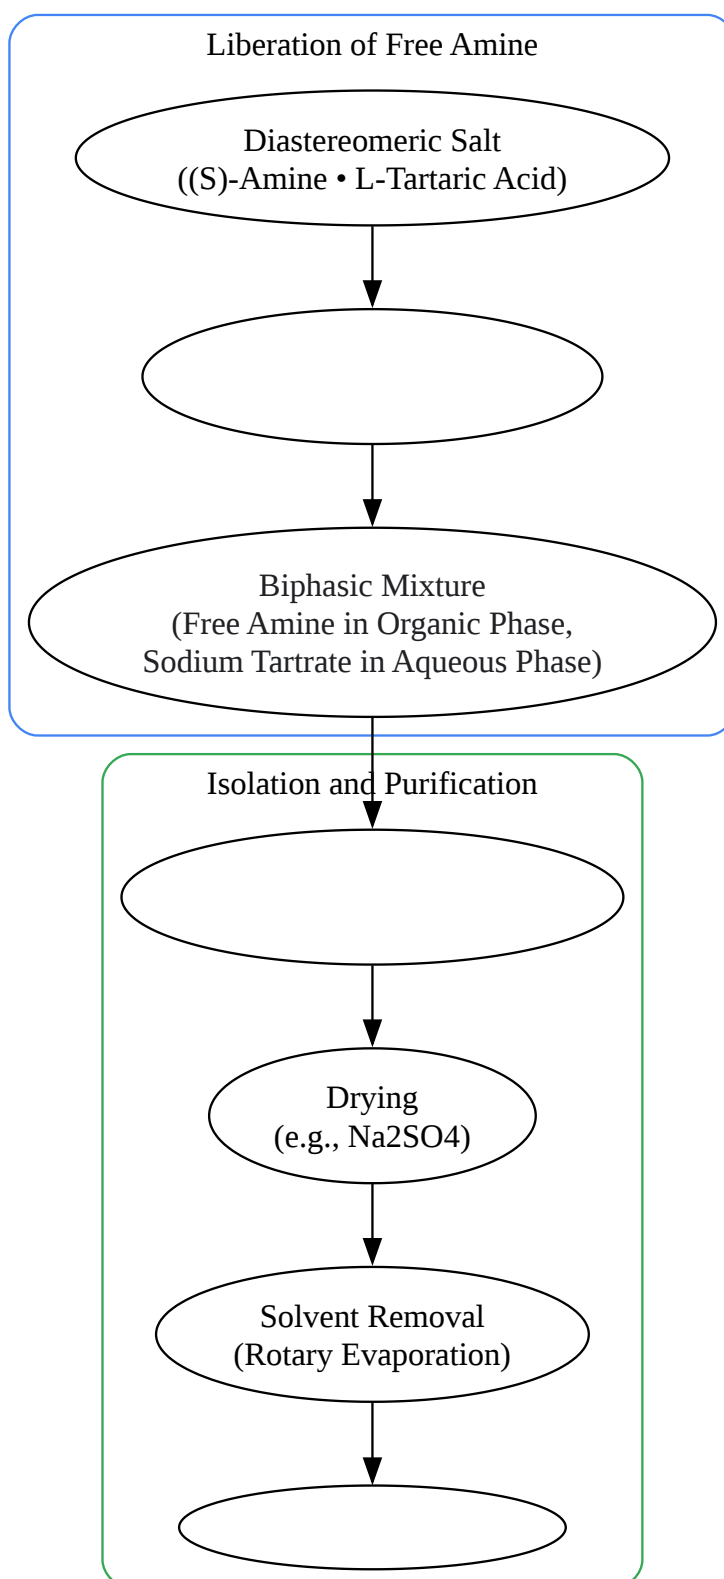 Liberation of Free Amine
Diastereomeric Salt
((S)-Amine • L-Tartaric Acid)
Biphasic Mixture
(Free Amine in Organic Phase,
Sodium Tartrate in Aqueous Phase)
Isolation and Purification
Drying
(e.g., Na2SO4)
Solvent Removal
(Rotary Evaporation)